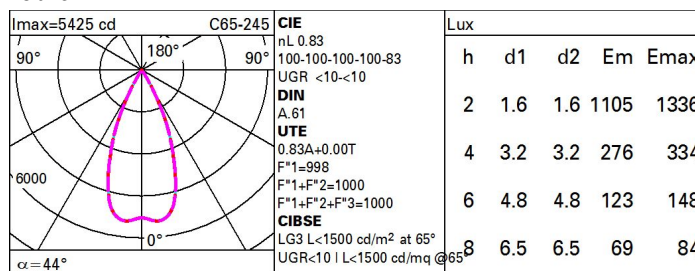 Imax=5425 cd C65-245
90° 180° 90°
6000
0°
α=44°
CIE
nL 0.83
100-100-100-100-83
UGR <10-<10
DIN
A.61
UTE
0.83A+0.00T
F"1=998
F"1+F"2=1000
F"1+F"2+F"3=1000
CIBSE
LG3 L<1500 cd/m² at 65°
UGR<10 | L<1500 cd/mq @65°
Lux
h d1 d2 Em Emax
2 1.6 1.6 1105 1336
4 3.2 3.2 276 334
6 4.8 4.8 123 148
8 6.5 6.5 69 84